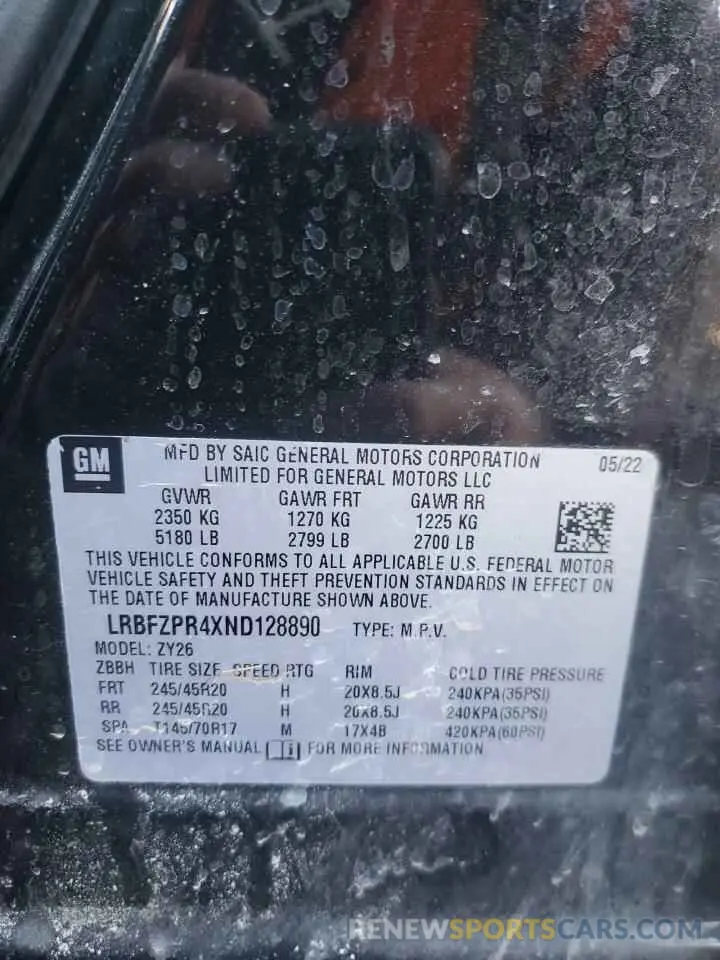 GM
MFD BY SAIC GENERAL MOTORS CORPORATION 05/22
LIMITED FOR GENERAL MOTORS LLC
GVWR GAWR FRT GAWR RR
2350 KG 1270 KG 1225 KG
5180 LB 2799 LB 2700 LB
THIS VEHICLE CONFORMS TO ALL APPLICABLE U.S. FEDERAL MOTOR
VEHICLE SAFETY AND THEFT PREVENTION STANDARDS IN EFFECT ON
THE DATE OF MANUFACTURE SHOWN ABOVE.
LRBFZPR4XND128890 TYPE: M.P.V.
MODEL: ZY26
ZBBH TIRE SIZE SPEED RTG RIM COLD TIRE PRESSURE
FRT 245/45R20 H 20X8.5J 240KPA(35PSI)
RR 245/45R20 H 20X8.5J 240KPA(35PSI)
SPA T145/70R17 M 17X4B 420KPA(60PSI)
SEE OWNER'S MANUAL i FOR MORE INFORMATION
RENEWSPORTSCARS.COM